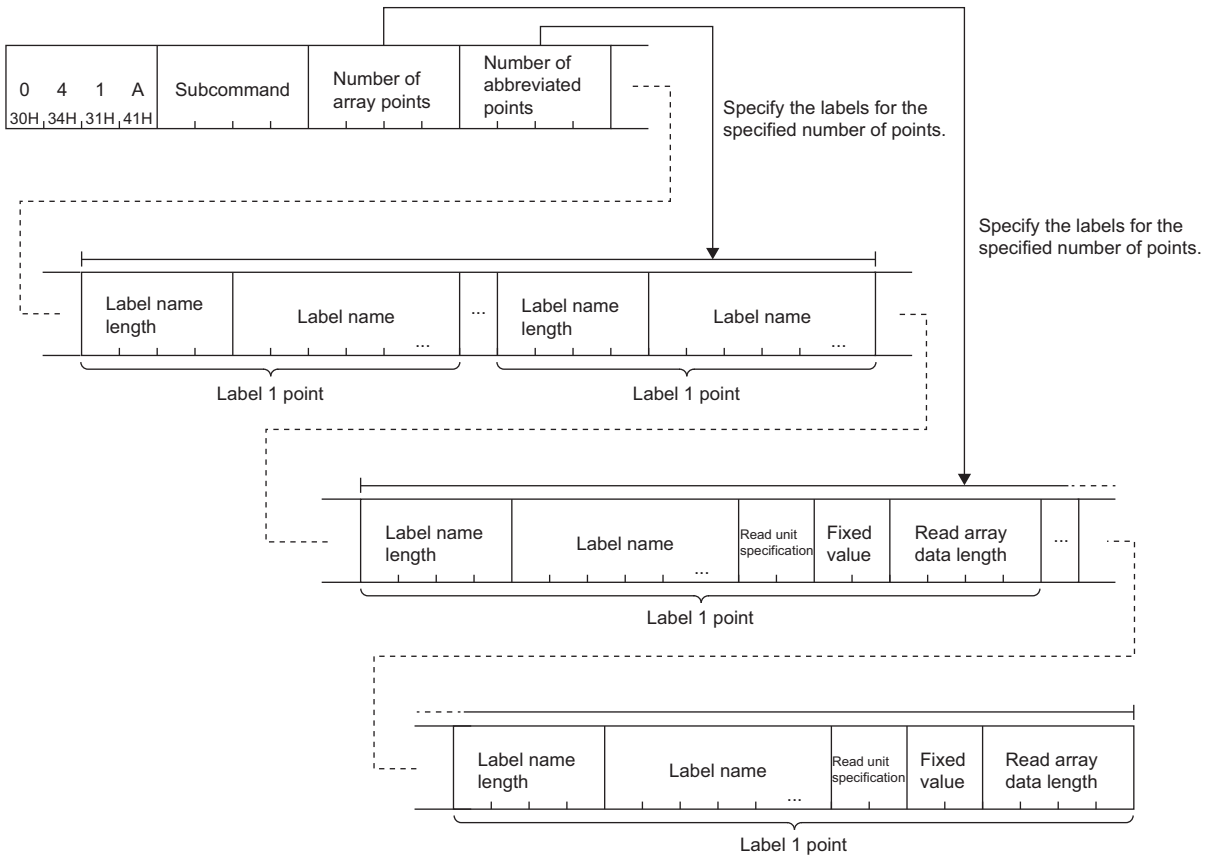 0 4 1 A
30H 34H 31H 41H
Subcommand
Number of
array points
Number of
abbreviated
points
Specify the labels for the
specified number of points.
Specify the labels for the
specified number of points.
Label name
length
Label name
...
...
Label name
length
Label name
...
Label 1 point
Label 1 point
Label name
length
Label name
...
Read unit
specification
Fixed
value
Read array
data length
...
Label 1 point
Label name
length
Label name
...
Read unit
specification
Fixed
value
Read array
data length
Label 1 point